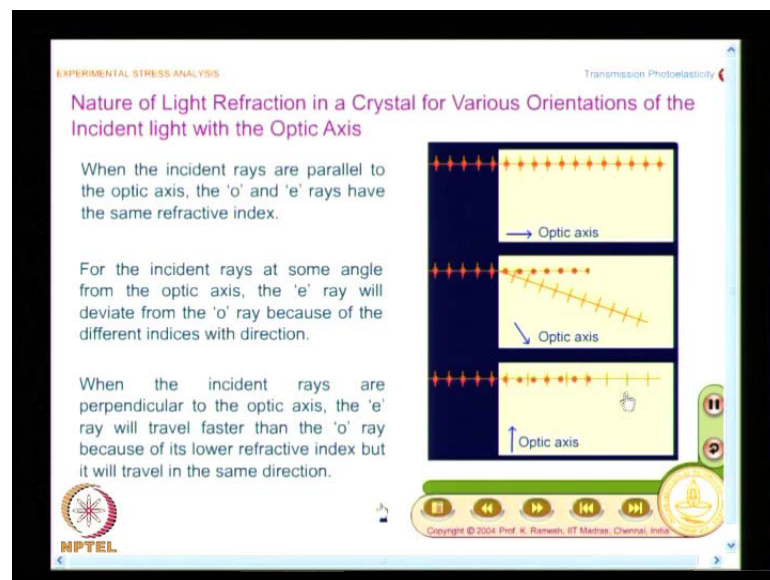 EXPERIMENTAL STRESS ANALYSIS
Transmission Photoelasticity
Nature of Light Refraction in a Crystal for Various Orientations of the
Incident light with the Optic Axis
When the incident rays are parallel to
the optic axis, the 'o' and 'e' rays have
the same refractive index.
Optic axis
For the incident rays at some angle
from the optic axis, the 'e' ray will
deviate from the 'o' ray because of the
different indices with direction.
Optic axis
When the incident rays are
perpendicular to the optic axis, the 'e'
ray will travel faster than the 'o' ray
because of its lower refractive index but
it will travel in the same direction.
Optic axis
NPTEL
Copyright © 2004 Prof. K. Ramesh, IIT Madras, Chennai, India